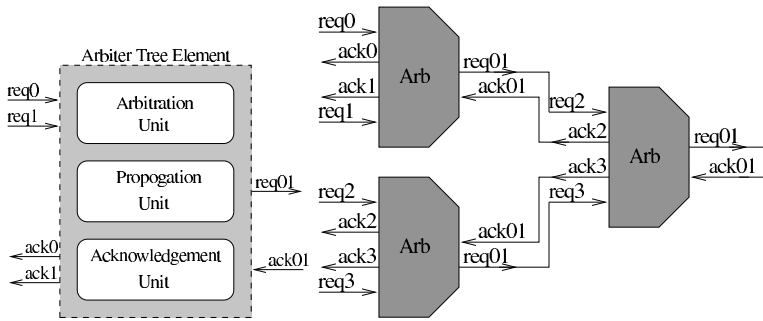 Arbiter Tree Element
req0
req1
Arbitration
Unit
Propogation
Unit
req01
Acknowledgement
Unit
ack0
ack1
ack01
req0
ack0
ack1
req1
Arb
req01
ack01
req2
ack2
ack3
req3
Arb
ack01
req01
req2
ack2
ack3
req3
Arb
req01
ack01